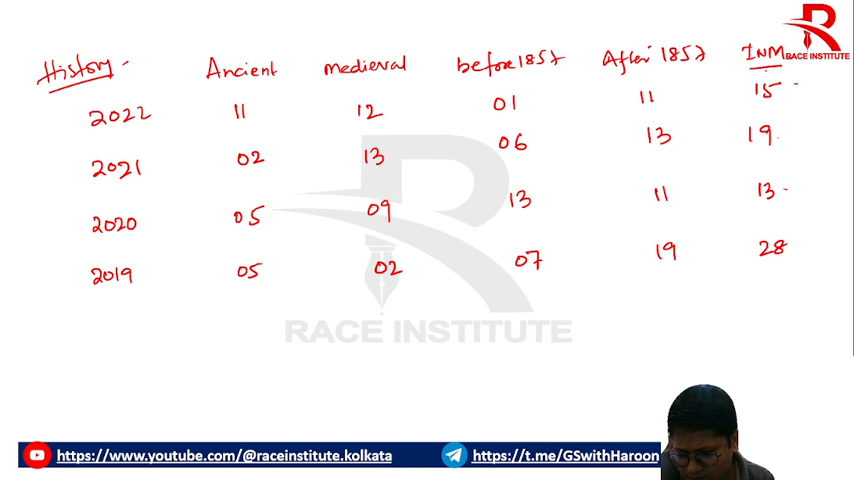 RACE INSTITUTE
History - Ancient medieval before 1857 After 1857 INM
2022 11 12 01 11 15
2021 02 13 06 13 19
2020 05 09 13 11 13
2019 05 02 07 19 28
RACE INSTITUTE
https://www.youtube.com/@raceinstitute.kolkata https://t.me/GSwithHaroon